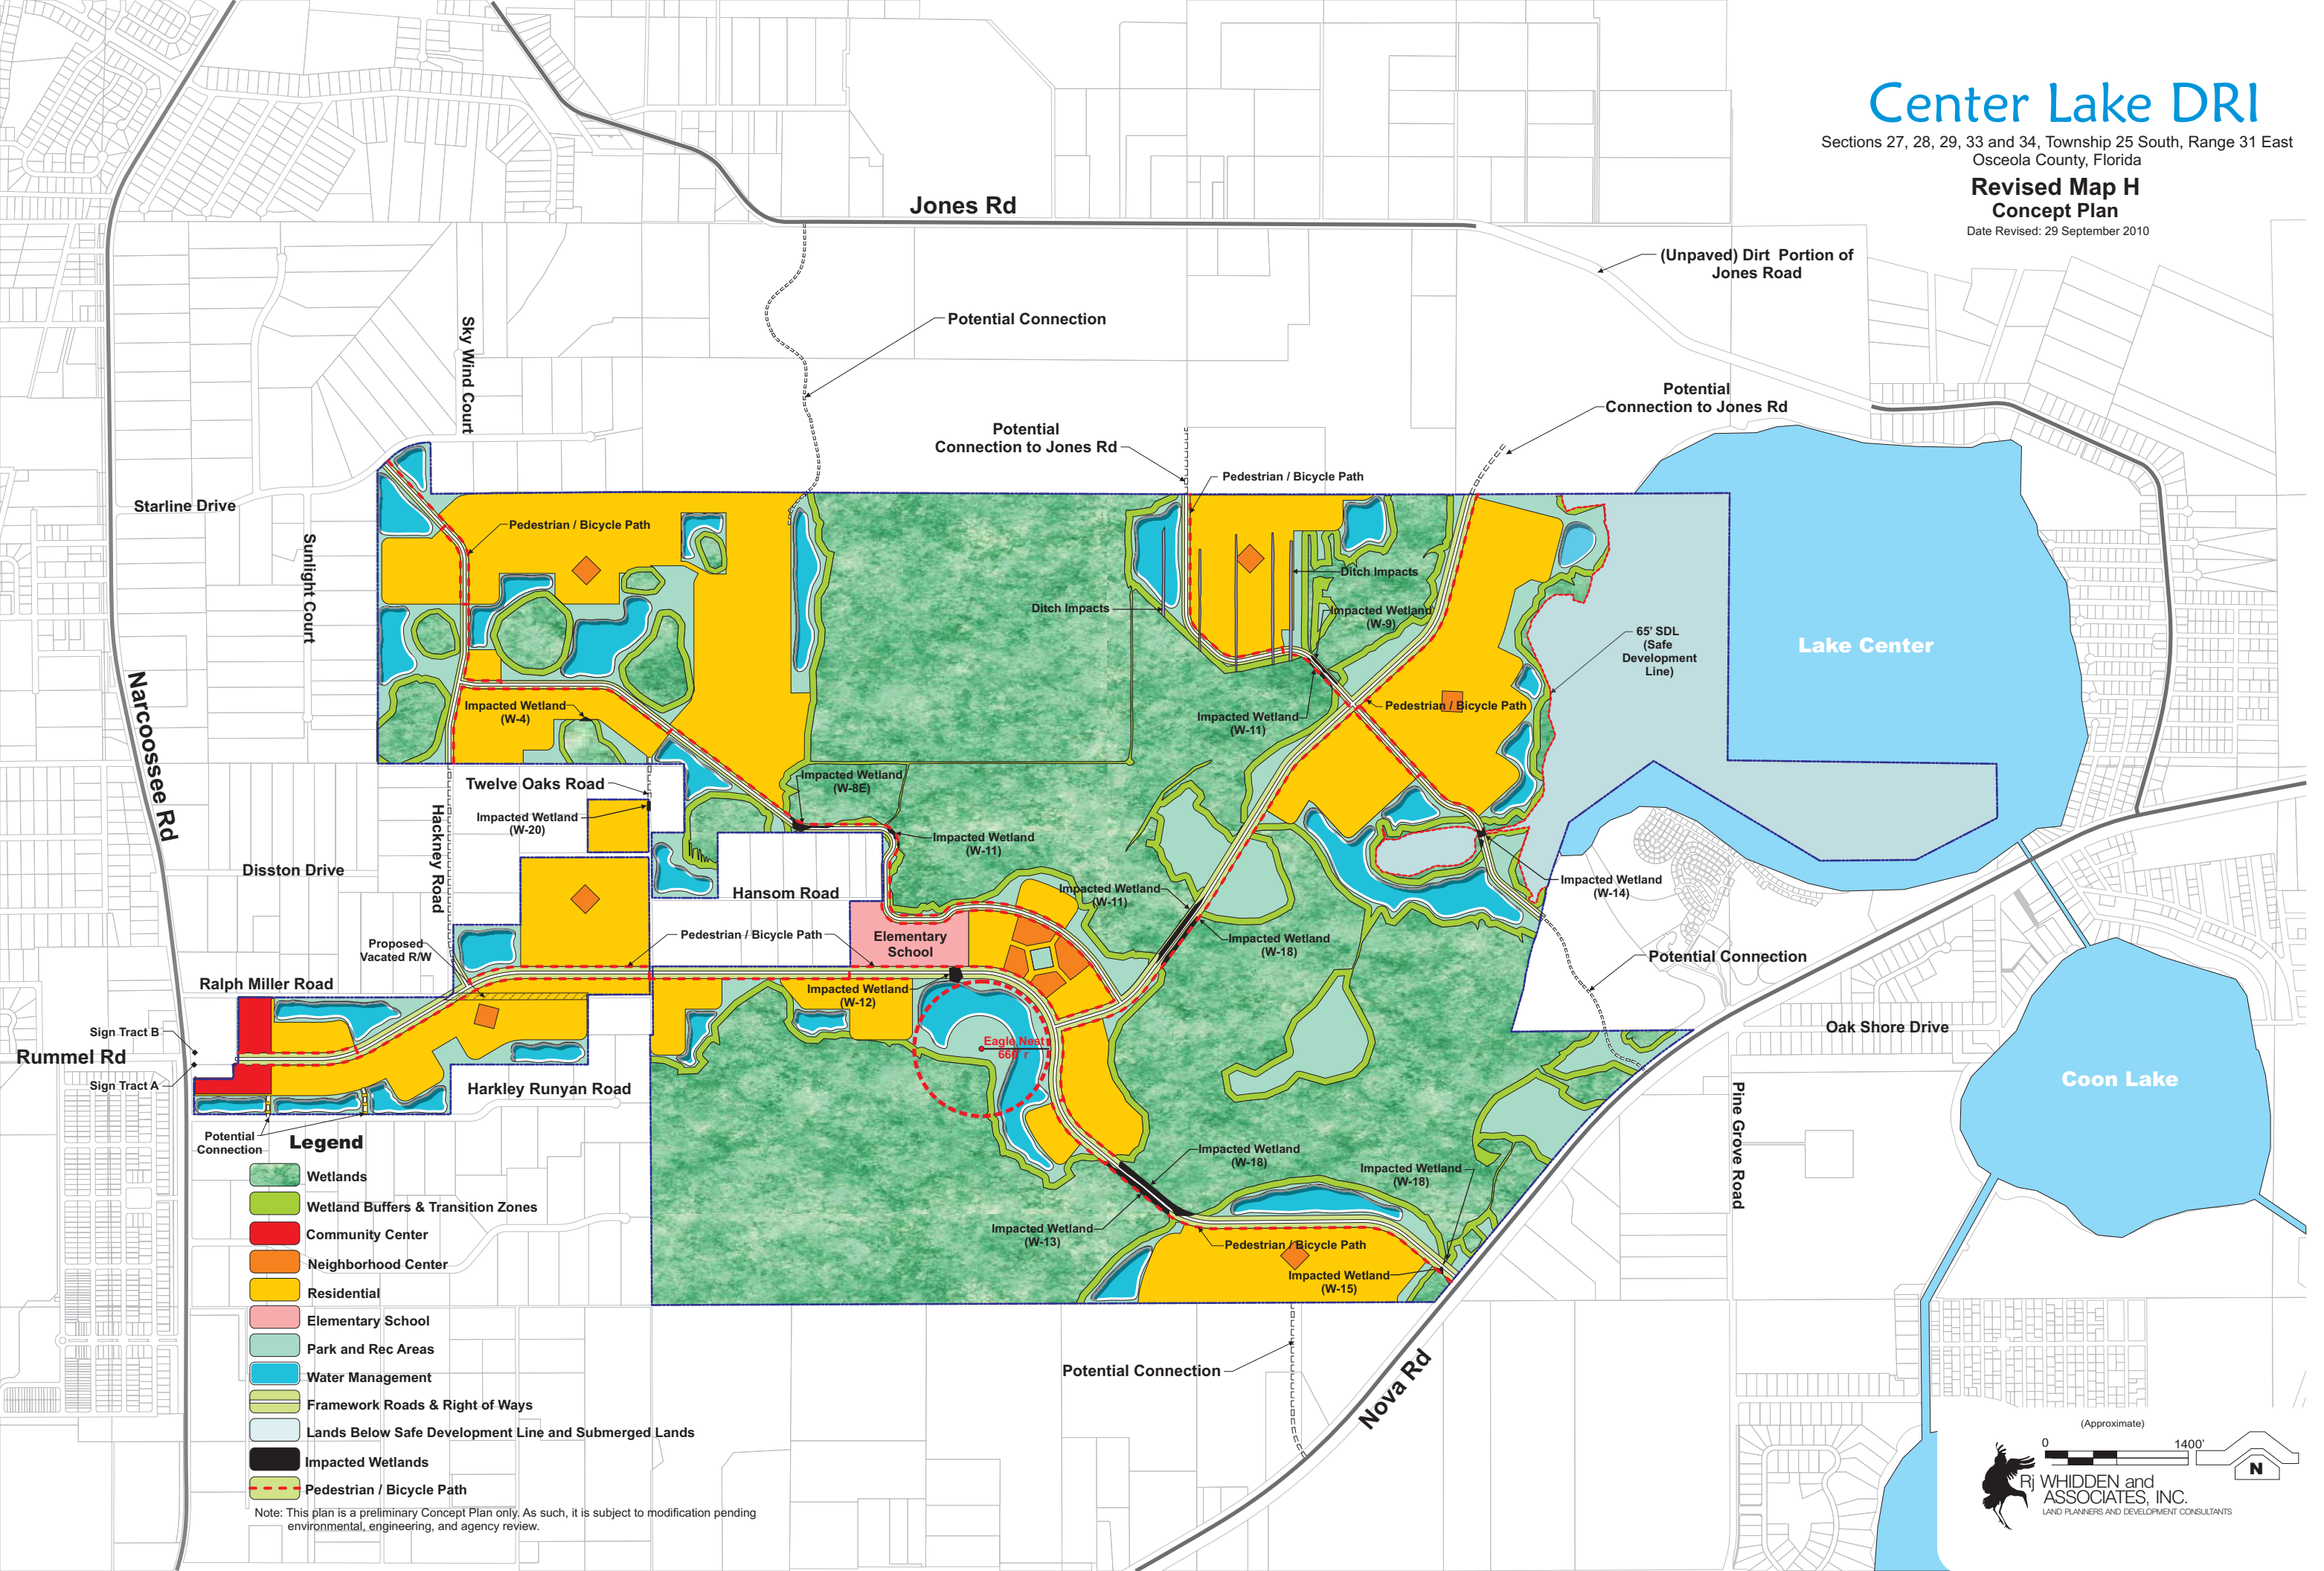 Center Lake DRI
Sections 27, 28, 29, 33 and 34, Township 25 South, Range 31 East
Osceola County, Florida
Revised Map H
Concept Plan
Date Revised: 29 September 2010
Jones Rd
(Unpaved) Dirt Portion of
Jones Road
Potential Connection
Sky Wind Court
Potential
Connection to Jones Rd
Potential
Connection to Jones Rd
Pedestrian / Bicycle Path
Starline Drive
Pedestrian / Bicycle Path
Sunlight Court
Ditch Impacts
Ditch Impacts
Impacted Wetland
(W-9)
65' SDL
(Safe
Development
Line)
Lake Center
Narcoossee Rd
Impacted Wetland
(W-4)
Impacted Wetland
(W-11)
Pedestrian / Bicycle Path
Twelve Oaks Road
Impacted Wetland
(W-8E)
Hackney Road
Impacted Wetland
(W-20)
Impacted Wetland
(W-11)
Disston Drive
Hansom Road
Impacted Wetland
(W-11)
Impacted Wetland
(W-14)
Proposed
Vacated R/W
Pedestrian / Bicycle Path
Elementary
School
Impacted Wetland
(W-18)
Potential Connection
Ralph Miller Road
Impacted Wetland
(W-12)
Sign Tract B
Rummel Rd
Sign Tract A
Eagle Nest
660' r
Oak Shore Drive
Coon Lake
Harkley Runyan Road
Pine Grove Road
Potential
Connection
Impacted Wetland
(W-18)
Impacted Wetland
(W-18)
Impacted Wetland
(W-13)
Pedestrian / Bicycle Path
Impacted Wetland
(W-15)
Potential Connection
Nova Rd
Legend
Wetlands
Wetland Buffers & Transition Zones
Community Center
Neighborhood Center
Residential
Elementary School
Park and Rec Areas
Water Management
Framework Roads & Right of Ways
Lands Below Safe Development Line and Submerged Lands
Impacted Wetlands
Pedestrian / Bicycle Path
Note: This plan is a preliminary Concept Plan only. As such, it is subject to modification pending
environmental, engineering, and agency review.
(Approximate)
0 1400'
N
Rj WHIDDEN and
ASSOCIATES, INC.
LAND PLANNERS AND DEVELOPMENT CONSULTANTS